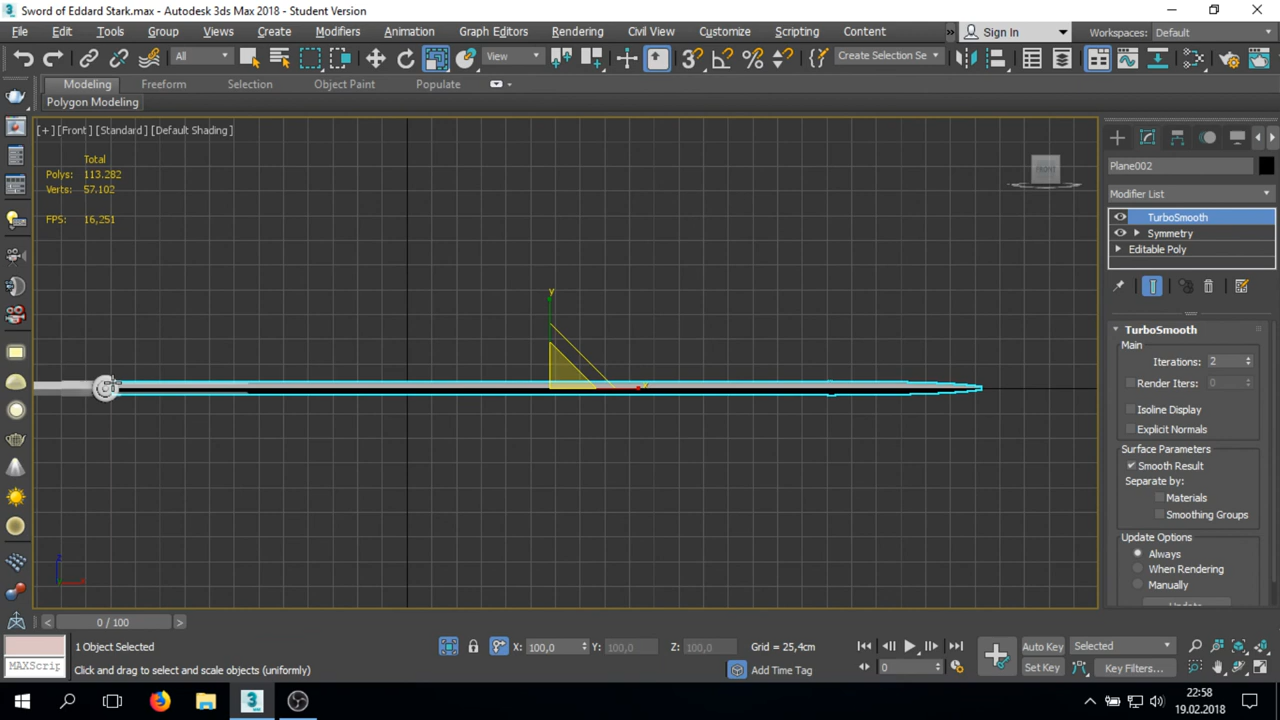 Sword of Eddard Stark.max - Autodesk 3ds Max 2018 - Student Version
File Edit Tools Group Views Create Modifiers Animation Graph Editors Rendering Civil View Customize Scripting Content » Sign In Workspaces: Default
All View Create Selection Se
Modeling Freeform Selection Object Paint Populate
Polygon Modeling
[+] [Front] [Standard] [Default Shading]
Total
Polys: 113.282
Verts: 57.102
FPS: 16,251
FRONT
y
z
Plane002
Modifier List
TurboSmooth
Symmetry
Editable Poly
TurboSmooth
Main
Iterations: 2
Render Iters: 0
Isoline Display
Explicit Normals
Surface Parameters
Smooth Result
Separate by:
Materials
Smoothing Groups
Update Options
Always
When Rendering
Manually
Update
< 0 / 100 >
1 Object Selected X: 100,0 Y: 100,0 Z: 100,0 Grid = 25,4cm Auto Key Selected
MAXScrip Click and drag to select and scale objects (uniformly) Add Time Tag 0 Set Key Key Filters...
22:58
19.02.2018